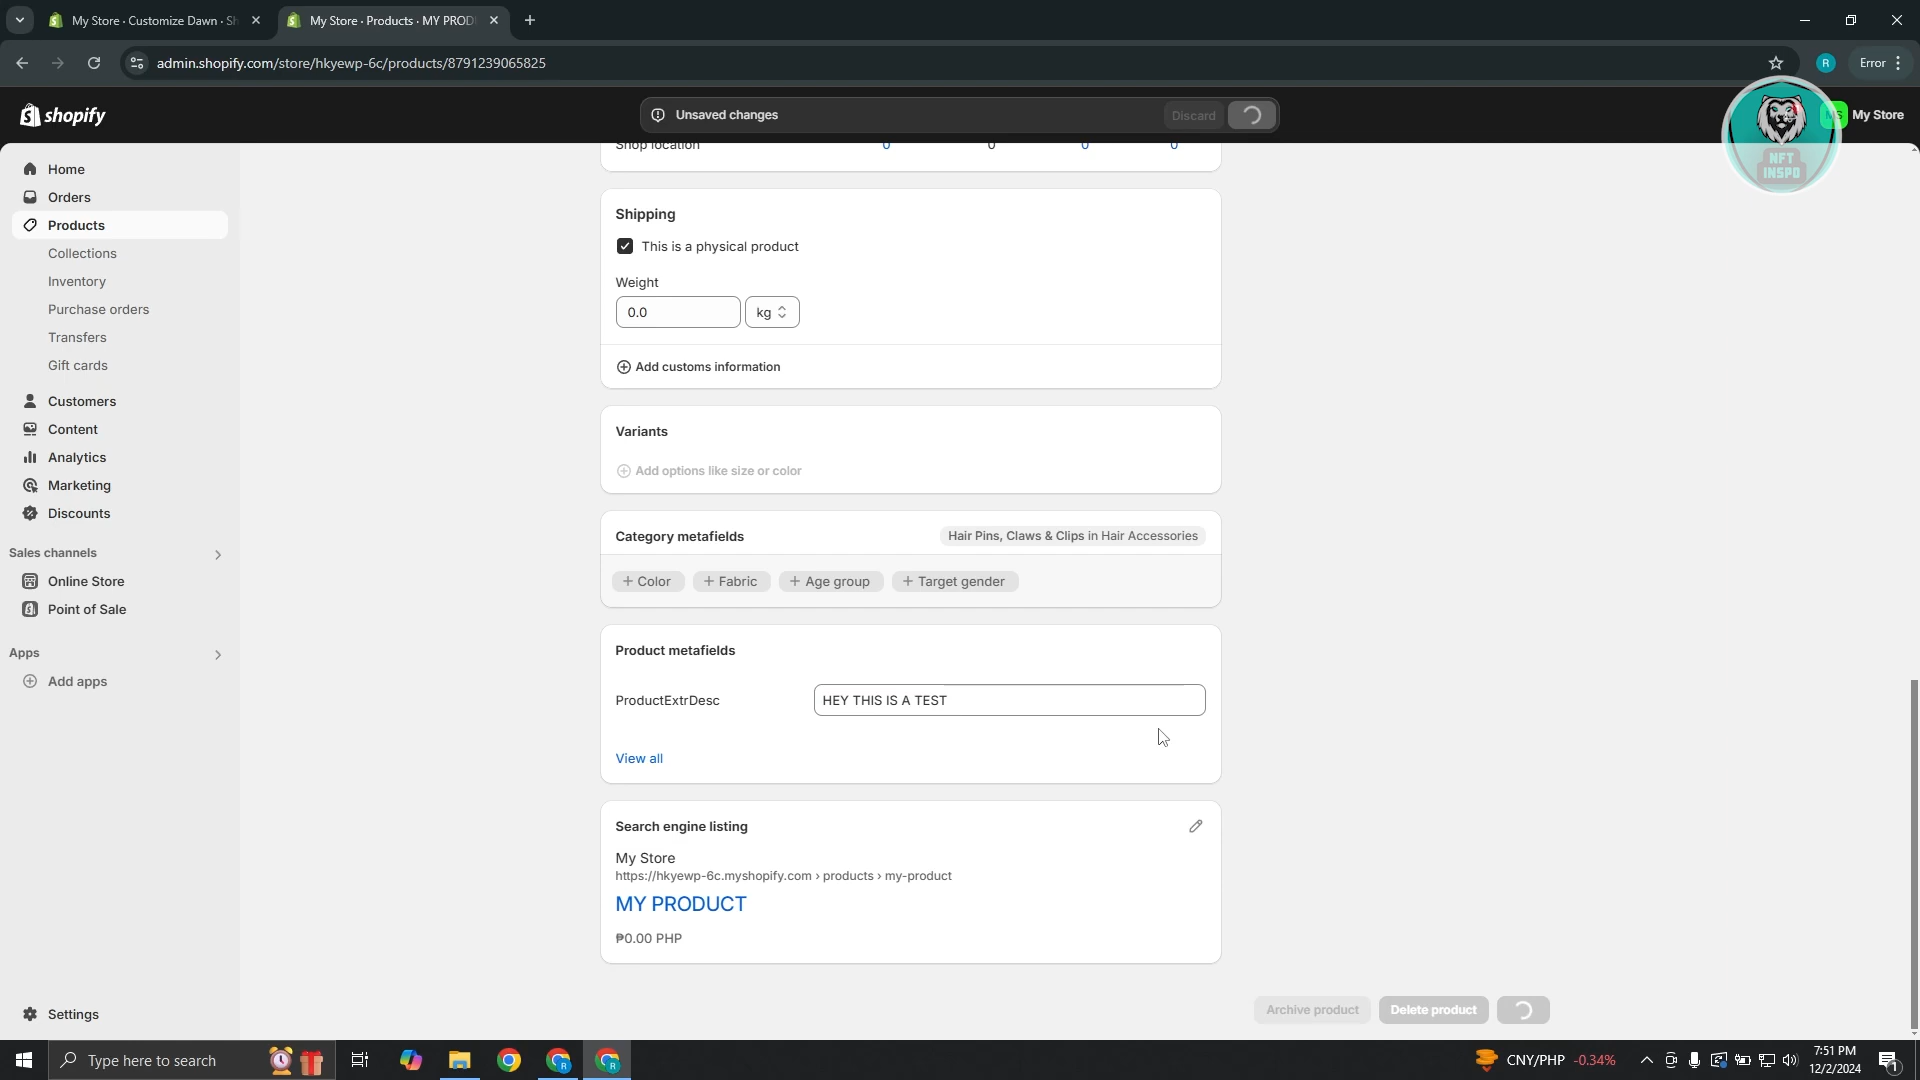 My Store · Customize Dawn · Sh
My Store · Products · MY PROD
admin.shopify.com/store/hkyewp-6c/products/8791239065825
R
Error
shopify
Unsaved changes
Discard
My Store
NFT
INSPO
Home
Orders
Products
Collections
Inventory
Purchase orders
Transfers
Gift cards
Customers
Content
Analytics
Marketing
Discounts
Sales channels
Online Store
Point of Sale
Apps
Add apps
Settings
Shop location 0 0 0 0
Shipping
This is a physical product
Weight
0.0 kg
Add customs information
Variants
Add options like size or color
Category metafields Hair Pins, Claws & Clips in Hair Accessories
+ Color + Fabric + Age group + Target gender
Product metafields
ProductExtrDesc HEY THIS IS A TEST
View all
Search engine listing
My Store
https://hkyewp-6c.myshopify.com › products › my-product
MY PRODUCT
₱0.00 PHP
Archive product Delete product
Type here to search
CNY/PHP -0.34%
7:51 PM
12/2/2024
1